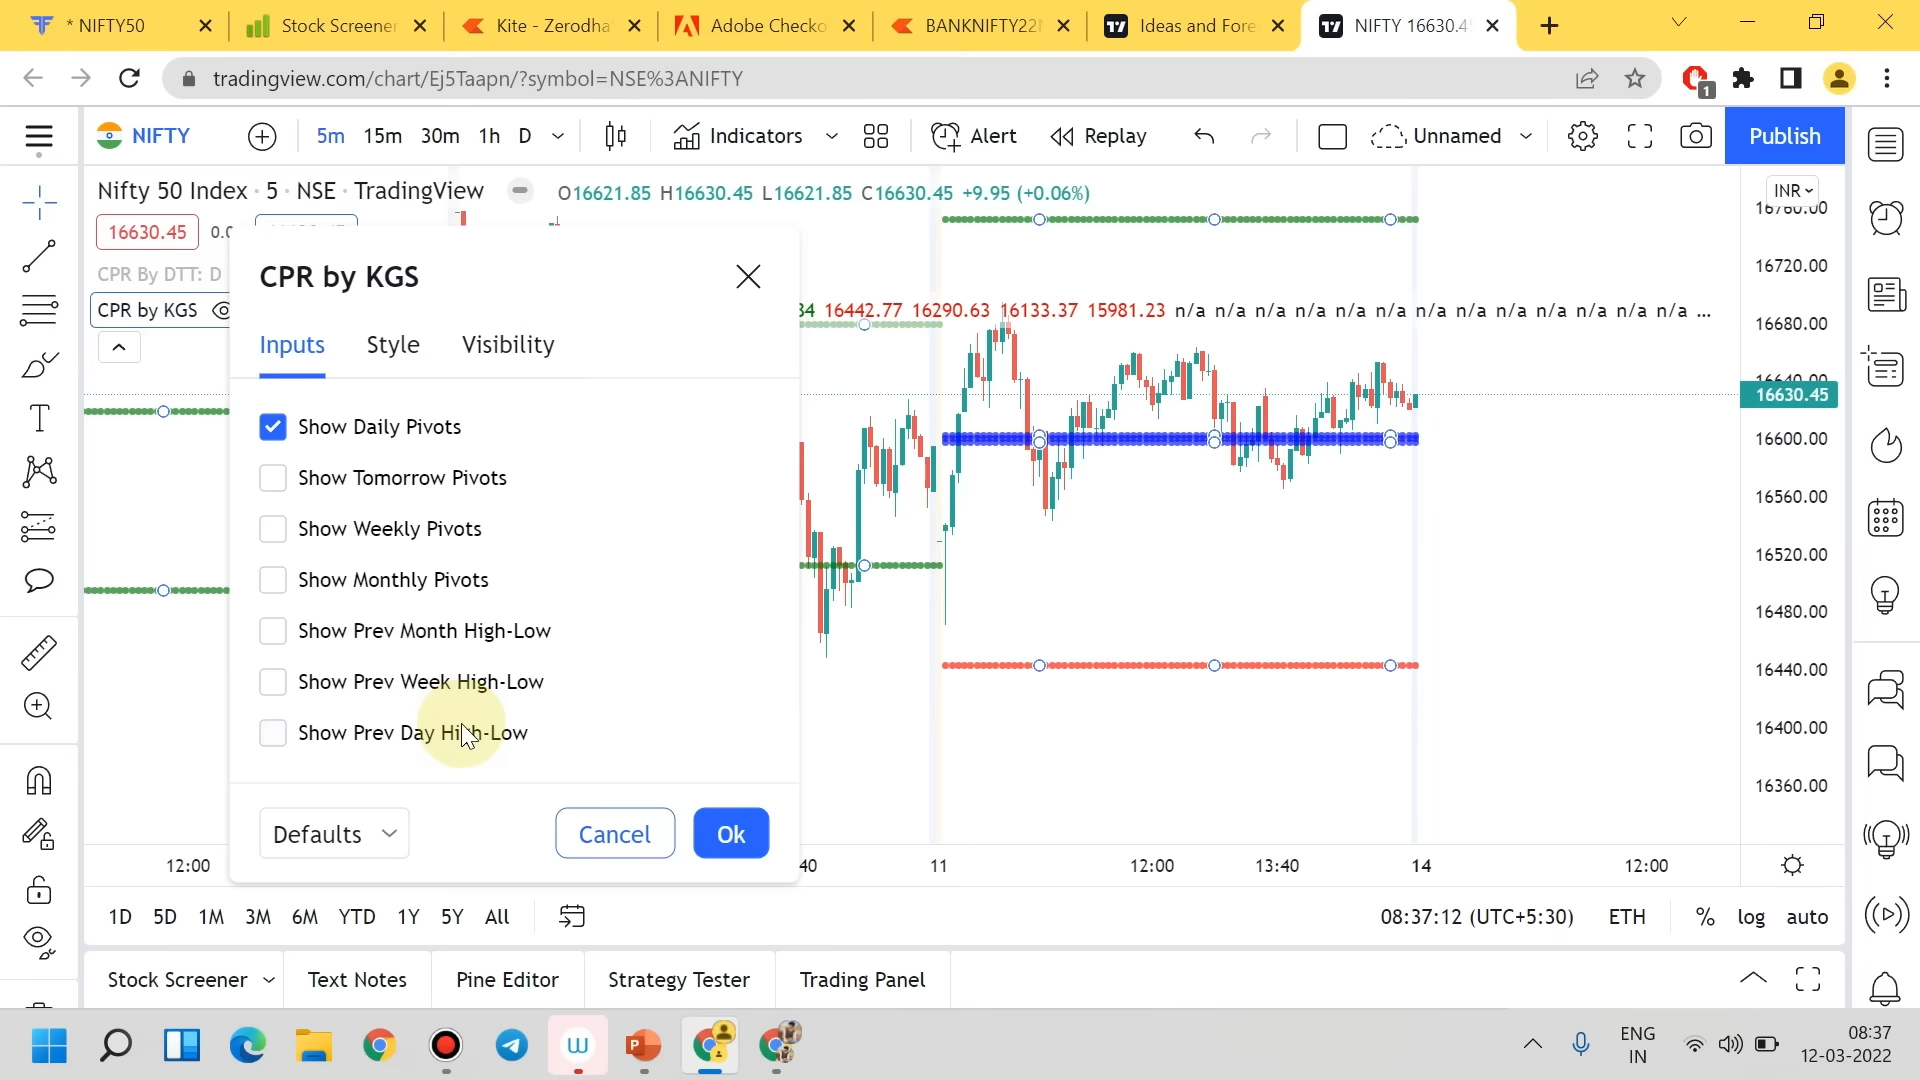 * NIFTY50
Stock Screener
Kite - Zerodha
Adobe Checko
BANKNIFTY22
Ideas and Fore
NIFTY 16630.4
tradingview.com/chart/Ej5Taapn/?symbol=NSE%3ANIFTY
1
NIFTY
5m 15m 30m 1h D
Indicators
Alert
Replay
Unnamed
Publish
Nifty 50 Index · 5 · NSE · TradingView
O16621.85 H16630.45 L16621.85 C16630.45 +9.95 (+0.06%)
INR
16630.45
CPR By DTT: D
CPR by KGS
16442.77 16290.63 16133.37 15981.23 n/a n/a n/a n/a n/a n/a n/a n/a n/a n/a n/a n/a n/a ...
CPR by KGS
Inputs Style Visibility
Show Daily Pivots
Show Tomorrow Pivots
Show Weekly Pivots
Show Monthly Pivots
Show Prev Month High-Low
Show Prev Week High-Low
Show Prev Day High-Low
Defaults
Cancel
Ok
16760.00
16720.00
16680.00
16640.00
16630.45
16600.00
16560.00
16520.00
16480.00
16440.00
16400.00
16360.00
12:00
40
11
12:00
13:40
14
12:00
1D 5D 1M 3M 6M YTD 1Y 5Y All
08:37:12 (UTC+5:30)
ETH
% log auto
Stock Screener
Text Notes
Pine Editor
Strategy Tester
Trading Panel
ENG
IN
08:37
12-03-2022